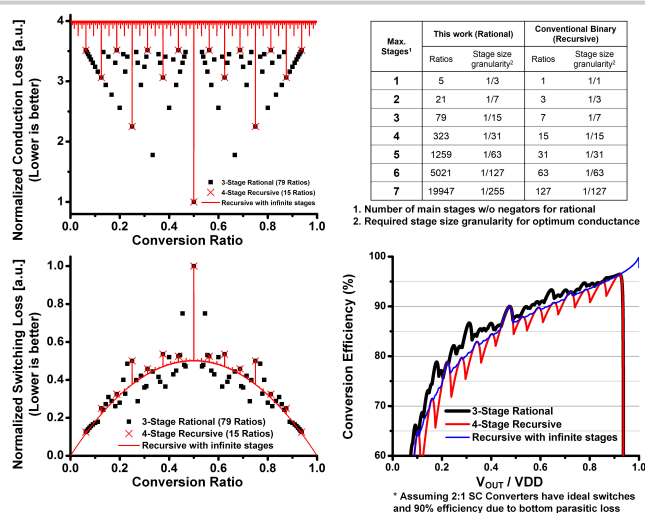 Normalized Conduction Loss [a.u.]
(Lower is better)
4
3
2
1
3-Stage Rational (79 Ratios)
4-Stage Recursive (15 Ratios)
Recursive with infinite stages
0.0 0.2 0.4 0.6 0.8 1.0
Conversion Ratio
Max. Stages1 This work (Rational) Conventional Binary (Recursive)
Ratios Stage size granularity2 Ratios Stage size granularity2
1 5 1/3 1 1/1
2 21 1/7 3 1/3
3 79 1/15 7 1/7
4 323 1/31 15 1/15
5 1259 1/63 31 1/31
6 5021 1/127 63 1/63
7 19947 1/255 127 1/127
1. Number of main stages w/o negators for rational
2. Required stage size granularity for optimum conductance
Normalized Switching Loss [a.u.]
(Lower is better)
1.0
0.8
0.6
0.4
0.2
0.0
3-Stage Rational (79 Ratios)
4-Stage Recursive (15 Ratios)
Recursive with infinite stages
0.0 0.2 0.4 0.6 0.8 1.0
Conversion Ratio
Conversion Efficiency (%)
100
90
80
70
60
3-Stage Rational
4-Stage Recursive
Recursive with infinite stages
0.0 0.2 0.4 0.6 0.8 1.0
VOUT / VDD
* Assuming 2:1 SC Converters have ideal switches
and 90% efficiency due to bottom parasitic loss